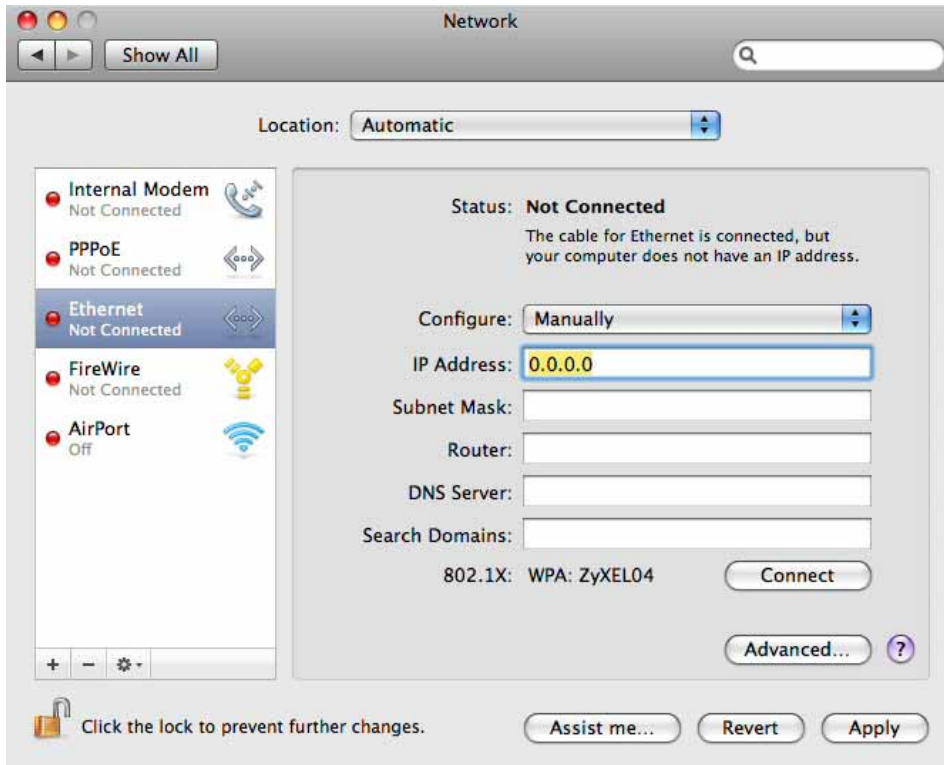 Network
Show All
Location: Automatic
Internal Modem
Not Connected
PPPoE
Not Connected
Ethernet
Not Connected
FireWire
Not Connected
AirPort
Off
Status: Not Connected
The cable for Ethernet is connected, but
your computer does not have an IP address.
Configure: Manually
IP Address: 0.0.0.0
Subnet Mask:
Router:
DNS Server:
Search Domains:
802.1X: WPA: ZyXEL04 Connect
Advanced... ?
Click the lock to prevent further changes.
Assist me... Revert Apply